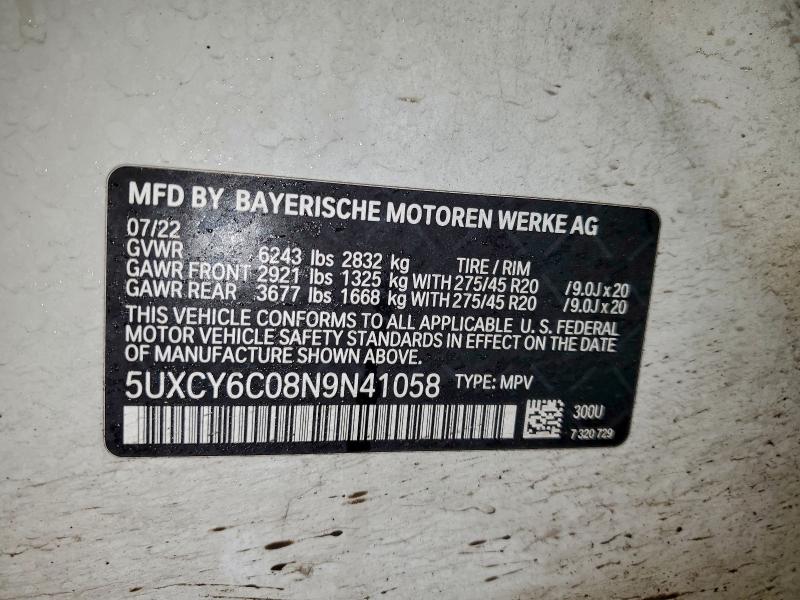 MFD BY BAYERISCHE MOTOREN WERKE AG
07/22
GVWR 6243 lbs 2832 kg TIRE / RIM
GAWR FRONT 2921 lbs 1325 kg WITH 275/45 R20 /9.0J x 20
GAWR REAR 3677 lbs 1668 kg WITH 275/45 R20 /9.0J x 20
THIS VEHICLE CONFORMS TO ALL APPLICABLE U.S. FEDERAL
MOTOR VEHICLE SAFETY STANDARDS IN EFFECT ON THE DATE
OF MANUFACTURE SHOWN ABOVE.
5UXCY6C08N9N41058 TYPE: MPV
300U
7 320 729